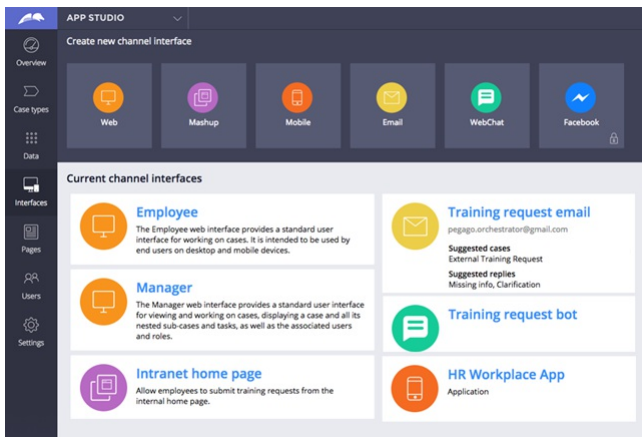 APP STUDIO
Overview
Case types
Data
Interfaces
Pages
Users
Settings
Create new channel interface
Web
Mashup
Mobile
Email
WebChat
Facebook
Current channel interfaces
Employee
The Employee web interface provides a standard user
interface for working on cases. It is intended to be used by
end users on desktop and mobile devices.
Manager
The Manager web interface provides a standard user interface
for viewing and working on cases, displaying a case and all its
nested sub-cases and tasks, as well as the associated users
and roles.
Intranet home page
Allow employees to submit training requests from the
internal home page.
Training request email
pegago.orchestrator@gmail.com
Suggested cases
External Training Request
Suggested replies
Missing info, Clarification
Training request bot
HR Workplace App
Application